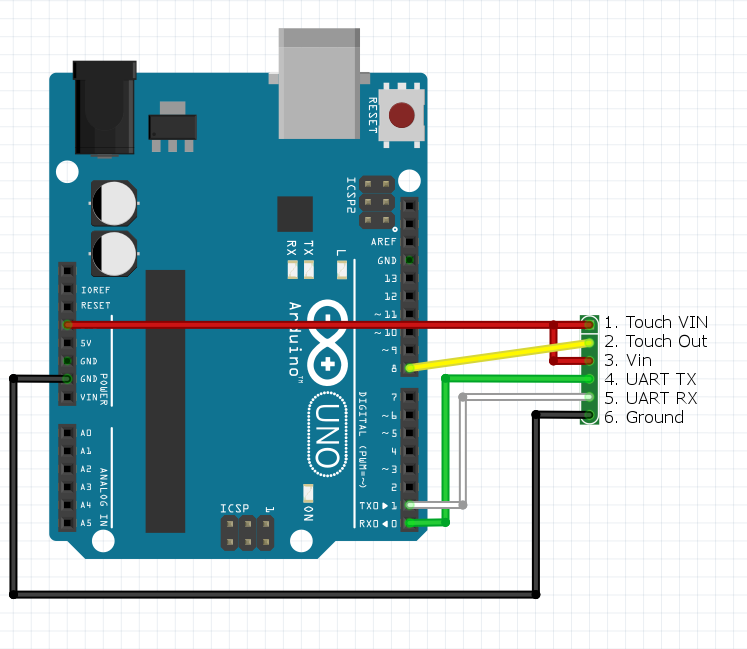 RESET
ICSP2
AREF
GND
RX
TX
L
13
12
~11
~10
~9
8
IOREF
RESET
5V
GND
GND
VIN
POWER
Arduino™
UNO
DIGITAL (PWM=~)
7
~6
~5
4
~3
2
TX0▶1
RX0◀0
A0
A1
A2
A3
A4
A5
ANALOG IN
ICSP
1
ON
1. Touch VIN
2. Touch Out
3. Vin
4. UART TX
5. UART RX
6. Ground